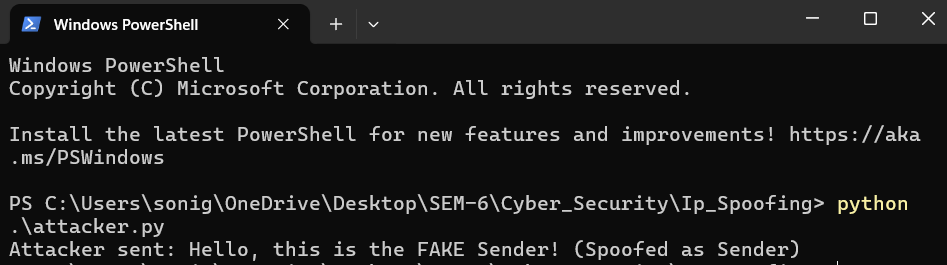 Windows PowerShell
Windows PowerShell
Copyright (C) Microsoft Corporation. All rights reserved.
Install the latest PowerShell for new features and improvements! https://aka
.ms/PSWindows
PS C:\Users\sonig\OneDrive\Desktop\SEM-6\Cyber_Security\Ip_Spoofing> python
.\attacker.py
Attacker sent: Hello, this is the FAKE Sender! (Spoofed as Sender)